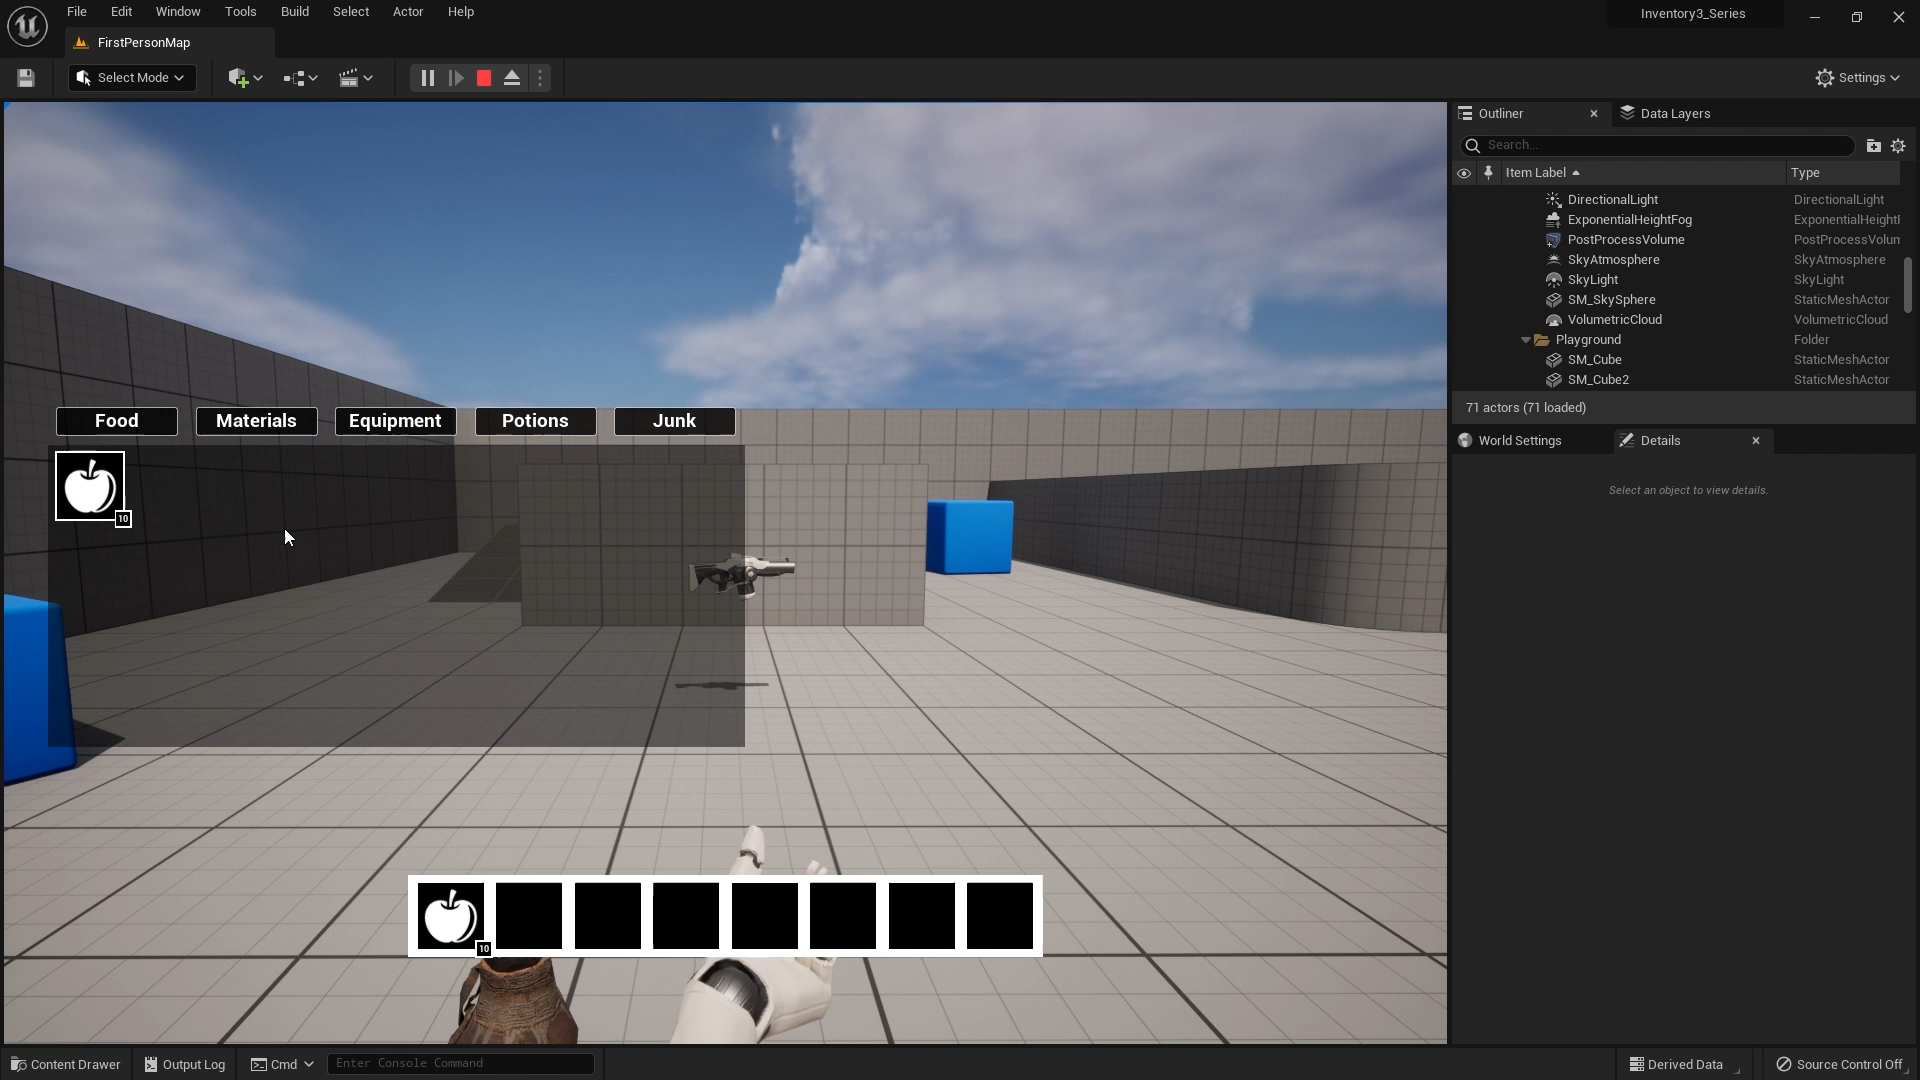 File Edit Window Tools Build Select Actor Help
Inventory3_Series
FirstPersonMap
Select Mode
Settings
Outliner
Data Layers
Search...
Item Label
Type
DirectionalLight DirectionalLight
ExponentialHeightFog ExponentialHeightF
PostProcessVolume PostProcessVolum
SkyAtmosphere SkyAtmosphere
SkyLight SkyLight
SM_SkySphere StaticMeshActor
VolumetricCloud VolumetricCloud
Playground Folder
SM_Cube StaticMeshActor
SM_Cube2 StaticMeshActor
71 actors (71 loaded)
World Settings
Details
Select an object to view details.
Food Materials Equipment Potions Junk
10
10
Content Drawer
Output Log
Cmd
Enter Console Command
Derived Data
Source Control Off